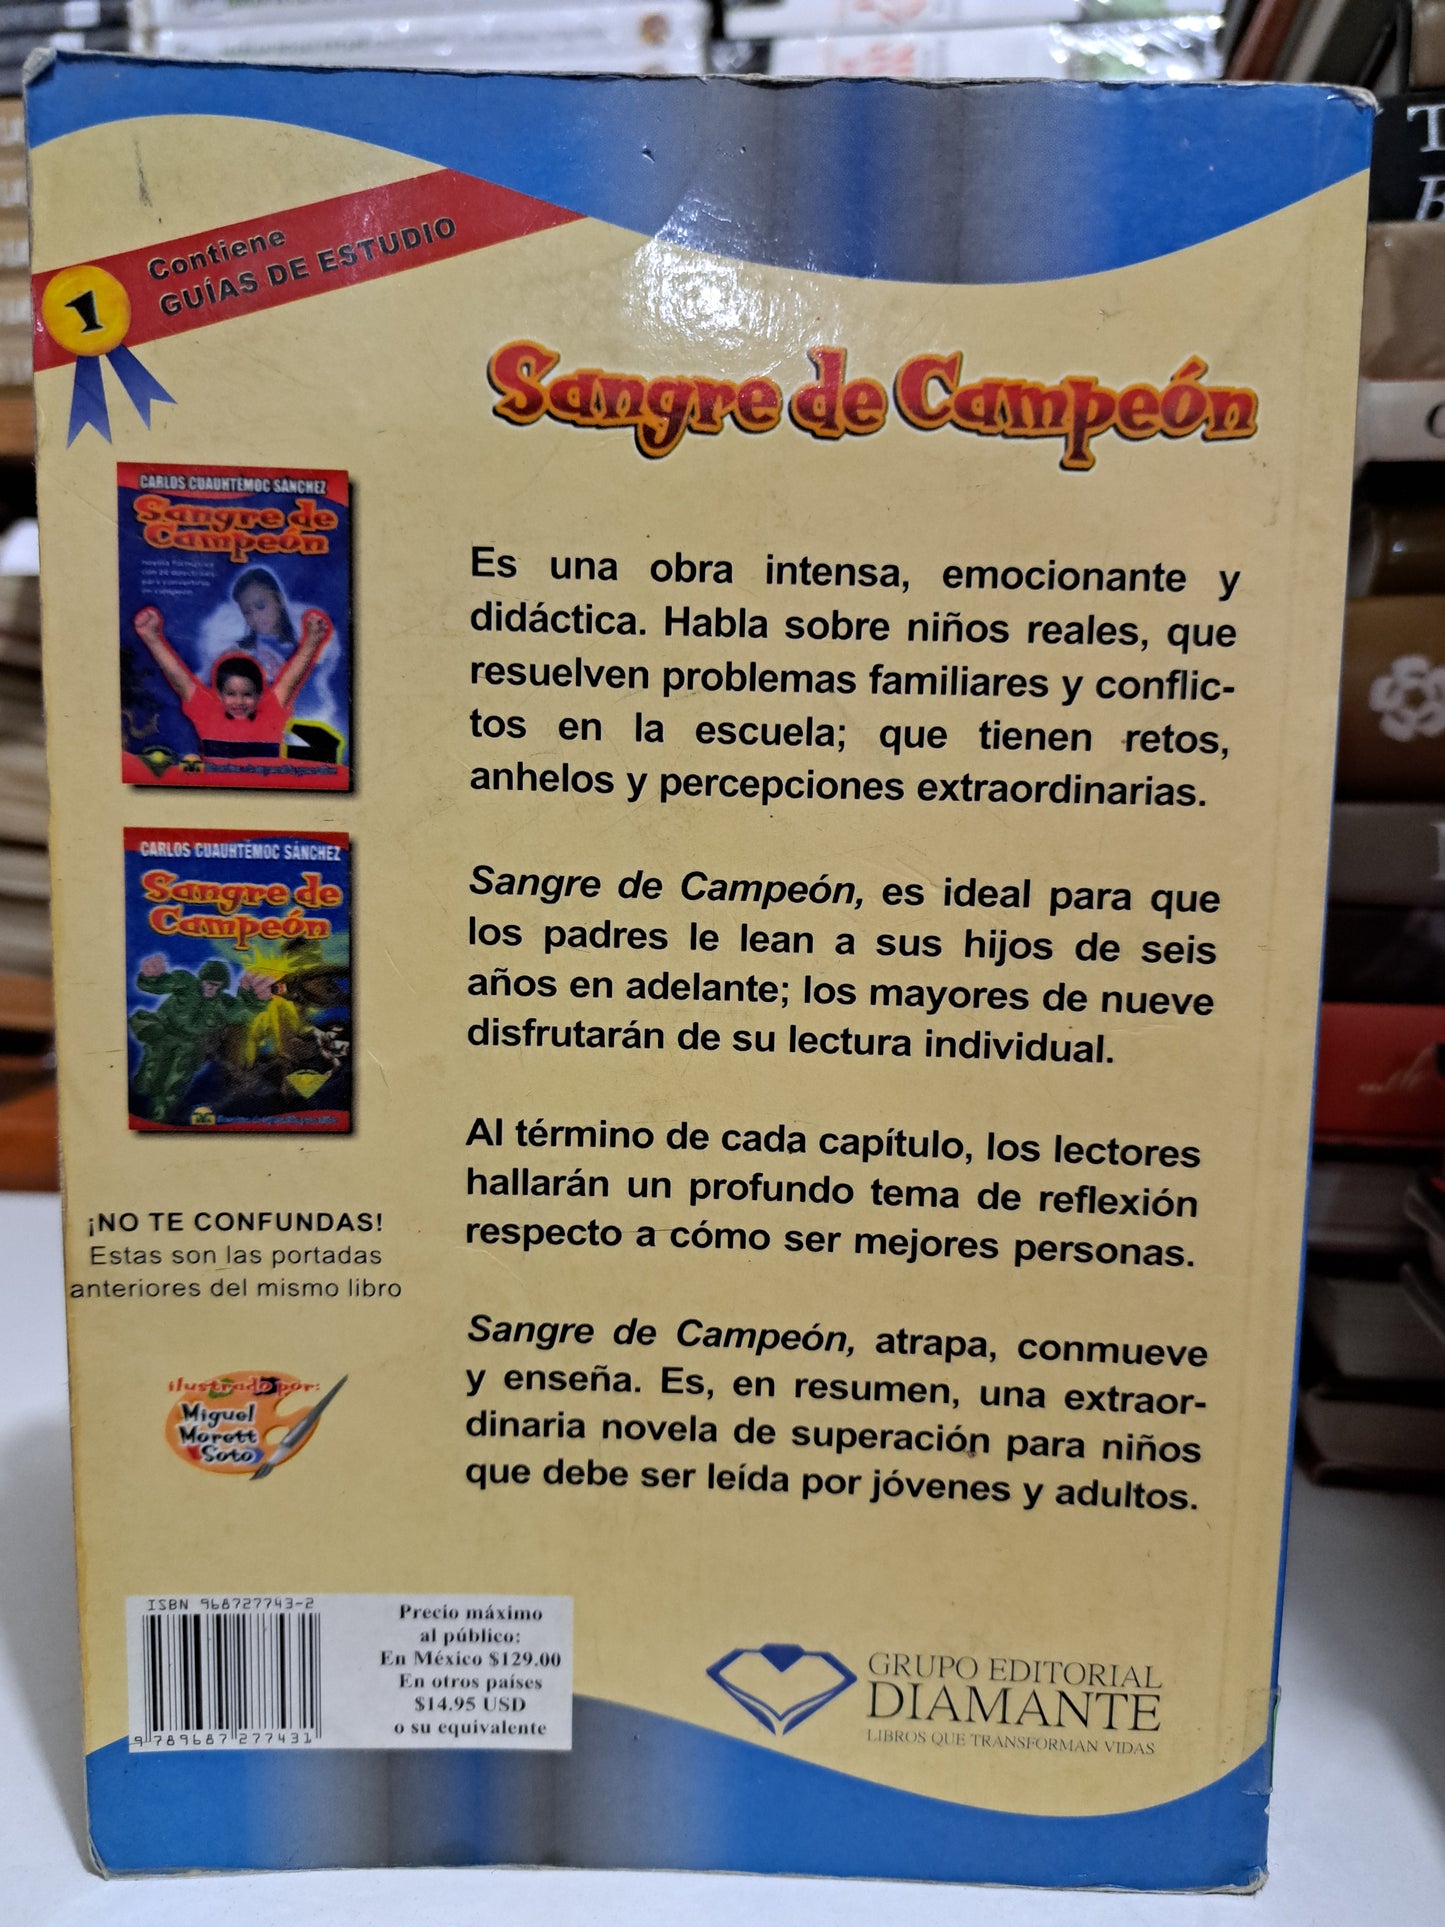 Contiene
GUÍAS DE ESTUDIO
1
Sangre de Campeón
CARLOS CUAUHTÉMOC SÁNCHEZ
Sangre de
Campeón
CARLOS CUAUHTÉMOC SÁNCHEZ
Sangre de
Campeón
¡NO TE CONFUNDAS!
Estas son las portadas
anteriores del mismo libro
ilustrado por:
Miguel
Morett
Soto
Es una obra intensa, emocionante y
didáctica. Habla sobre niños reales, que
resuelven problemas familiares y conflic-
tos en la escuela; que tienen retos,
anhelos y percepciones extraordinarias.
Sangre de Campeón, es ideal para que
los padres le lean a sus hijos de seis
años en adelante; los mayores de nueve
disfrutarán de su lectura individual.
Al término de cada capítulo, los lectores
hallarán un profundo tema de reflexión
respecto a cómo ser mejores personas.
Sangre de Campeón, atrapa, conmueve
y enseña. Es, en resumen, una extraor-
dinaria novela de superación para niños
que debe ser leída por jóvenes y adultos.
ISBN 968727743-2
9 789687 277431
Precio máximo
al público:
En México $129.00
En otros países
$14.95 USD
o su equivalente
GRUPO EDITORIAL
DIAMANTE
LIBROS QUE TRANSFORMAN VIDAS